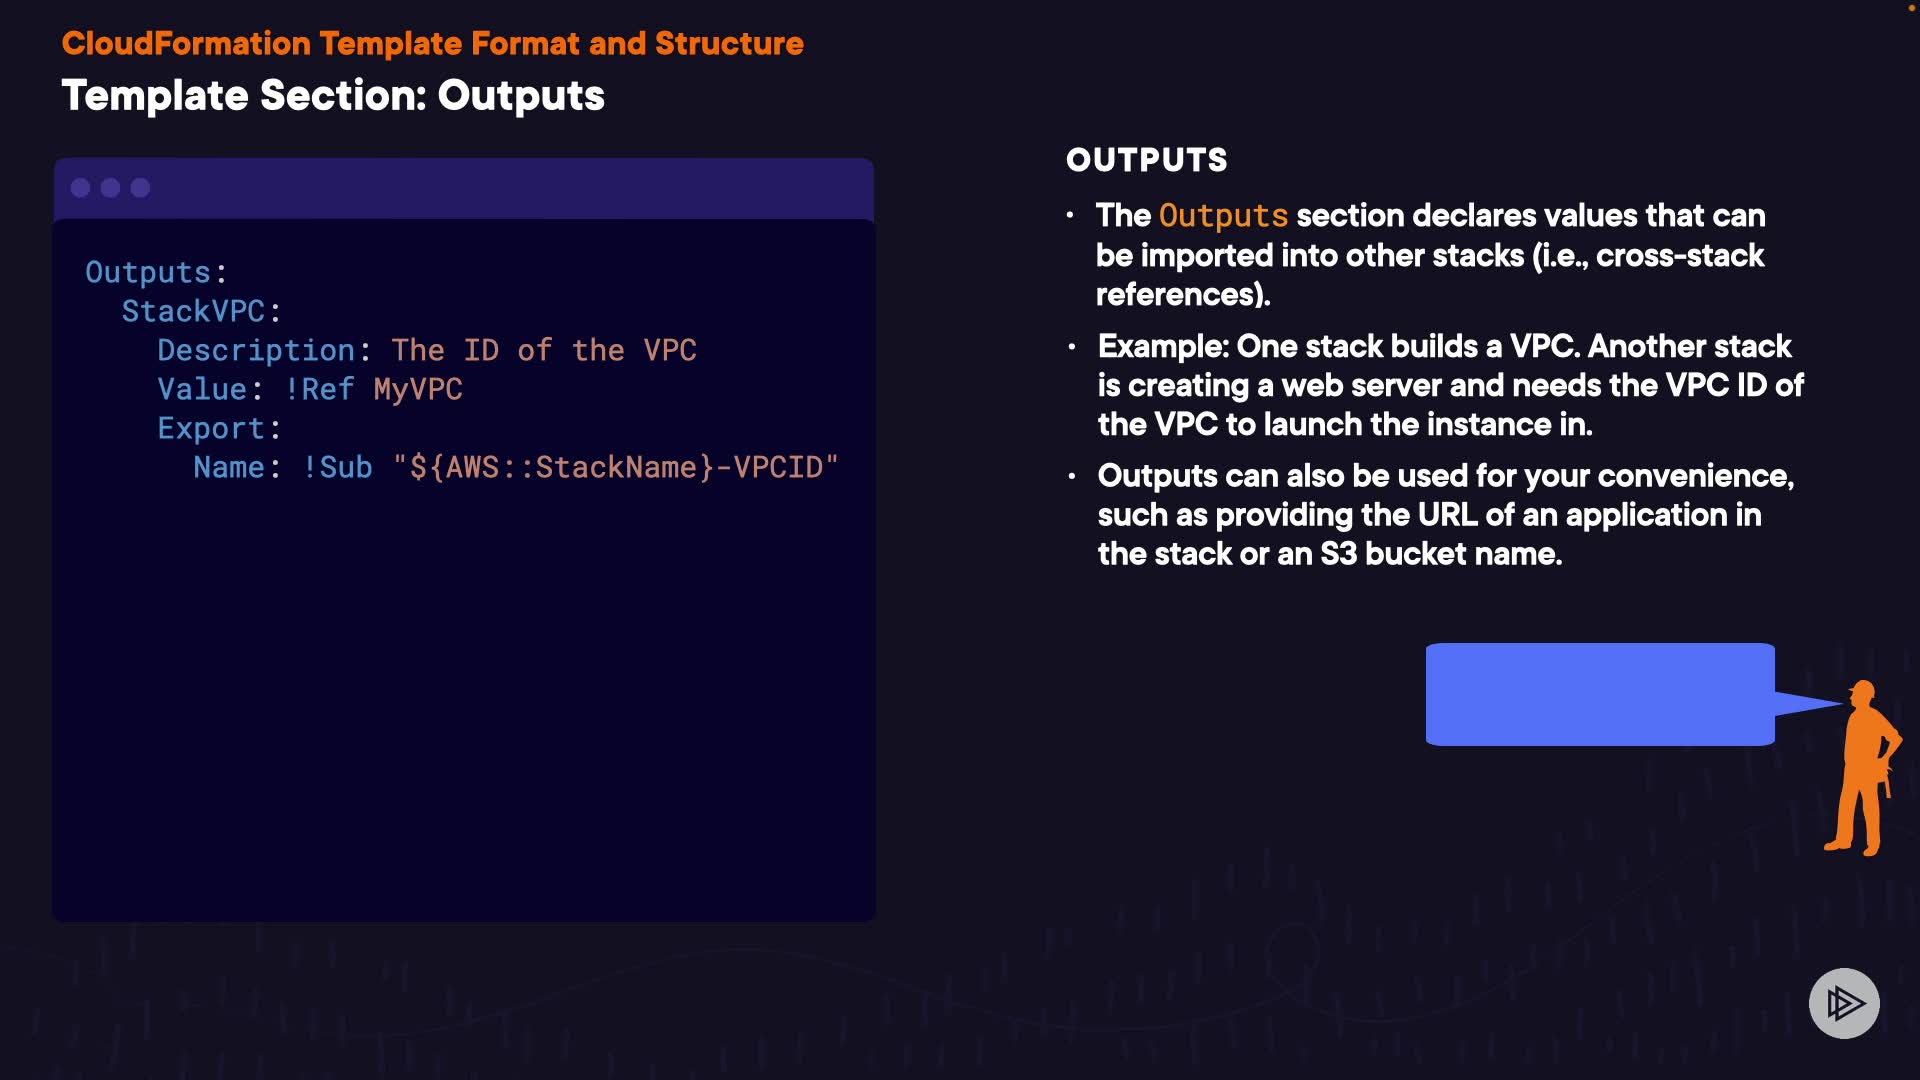 CloudFormation Template Format and Structure
Template Section: Outputs
Outputs:
  StackVPC:
    Description: The ID of the VPC
    Value: !Ref MyVPC
    Export:
      Name: !Sub "${AWS::StackName}-VPCID"
OUTPUTS
• The Outputs section declares values that can
be imported into other stacks (i.e., cross-stack
references).
• Example: One stack builds a VPC. Another stack
is creating a web server and needs the VPC ID of
the VPC to launch the instance in.
• Outputs can also be used for your convenience,
such as providing the URL of an application in
the stack or an S3 bucket name.